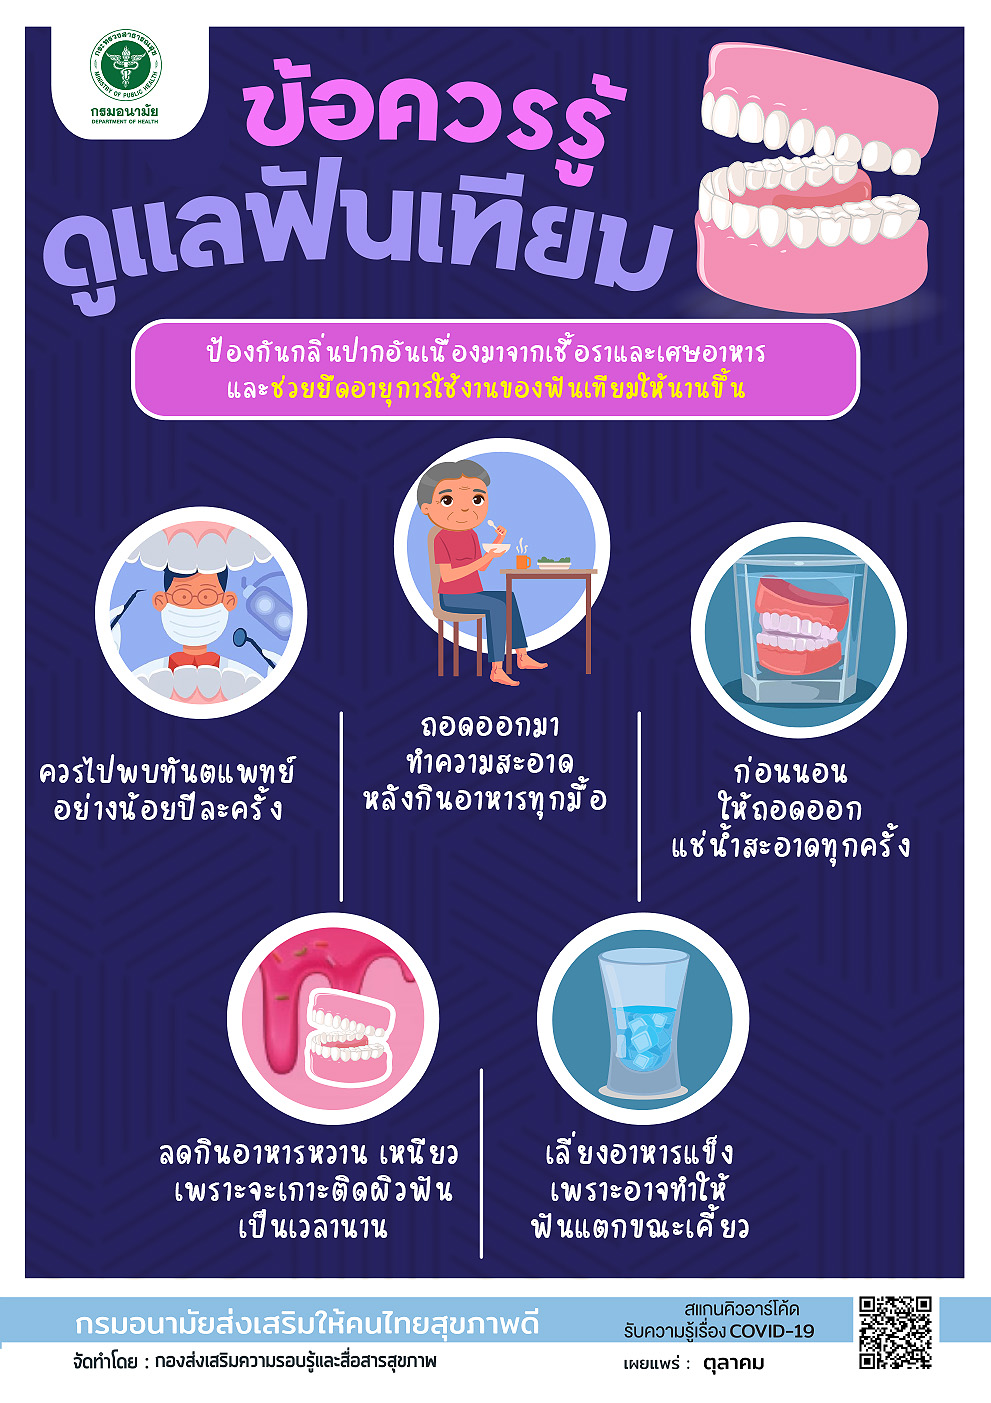 กระทรวงสาธารณสุข
MINISTRY OF PUBLIC HEALTH
กรมอนามัย
DEPARTMENT OF HEALTH
ข้อควรรู้
ดูแลฟันเทียม
ป้องกันกลิ่นปากอันเนื่องมาจากเชื้อราและเศษอาหาร
และช่วยยืดอายุการใช้งานของฟันเทียมให้นานขึ้น
ควรไปพบทันตแพทย์
อย่างน้อยปีละครั้ง
ถอดออกมา
ทำความสะอาด
หลังกินอาหารทุกมื้อ
ก่อนนอน
ให้ถอดออก
แช่น้ำสะอาดทุกครั้ง
ลดกินอาหารหวาน เหนียว
เพราะจะเกาะติดผิวฟัน
เป็นเวลานาน
เลี่ยงอาหารแข็ง
เพราะอาจทำให้
ฟันแตกขณะเคี้ยว
กรมอนามัยส่งเสริมให้คนไทยสุขภาพดี
สแกนคิวอาร์โค้ด
รับความรู้เรื่อง COVID-19
จัดทำโดย : กองส่งเสริมความรอบรู้และสื่อสารสุขภาพ
เผยแพร่ : ตุลาคม